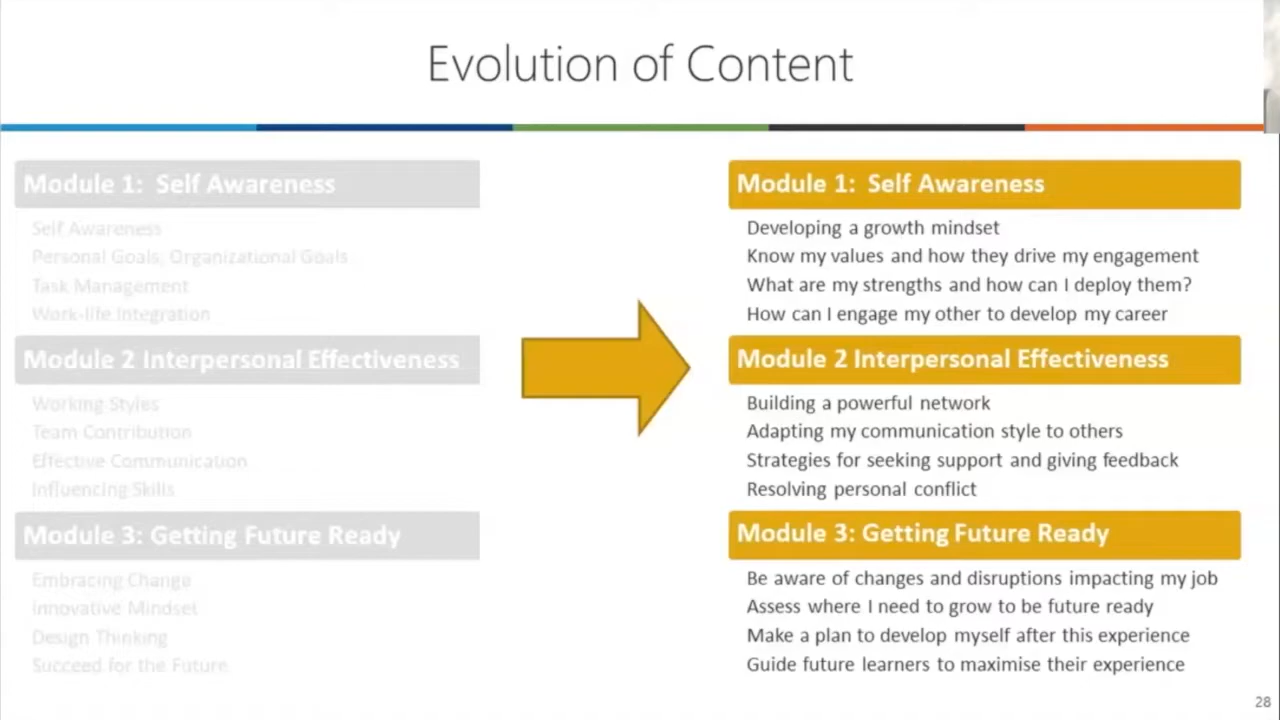 Evolution of Content
Module 1: Self Awareness
Self Awareness
Personal Goals, Organizational Goals
Task Management
Work-life Integration
Module 2 Interpersonal Effectiveness
Working Styles
Team Contribution
Effective Communication
Influencing Skills
Module 3: Getting Future Ready
Embracing Change
Innovative Mindset
Design Thinking
Succeed for the Future
Module 1: Self Awareness
Developing a growth mindset
Know my values and how they drive my engagement
What are my strengths and how can I deploy them?
How can I engage my other to develop my career
Module 2 Interpersonal Effectiveness
Building a powerful network
Adapting my communication style to others
Strategies for seeking support and giving feedback
Resolving personal conflict
Module 3: Getting Future Ready
Be aware of changes and disruptions impacting my job
Assess where I need to grow to be future ready
Make a plan to develop myself after this experience
Guide future learners to maximise their experience
28